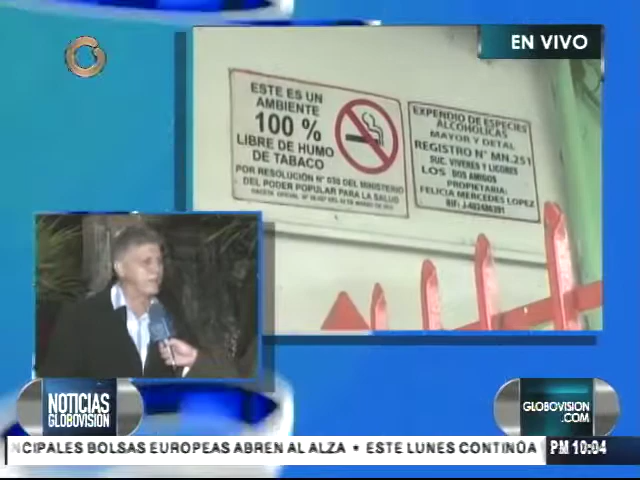 EN VIVO
ESTE ES UN
AMBIENTE
100 %
LIBRE DE HUMO
DE TABACO
POR RESOLUCIÓN N° 030 DEL MINISTERIO
DEL PODER POPULAR PARA LA SALUD
EXPENDIO DE ESPECIES
ALCOHÓLICAS
MAYOR Y DETAL
REGISTRO N° MN.251
SUC. VIVERES Y LICORES
LOS DOS AMIGOS
PROPIETARIA:
FELICIA MERCEDES LOPEZ
NOTICIAS
GLOBOVISIÓN
GLOBOVISION
.COM
NCIPALES BOLSAS EUROPEAS ABREN AL ALZA • ESTE LUNES CONTINÚA
PM 10:04